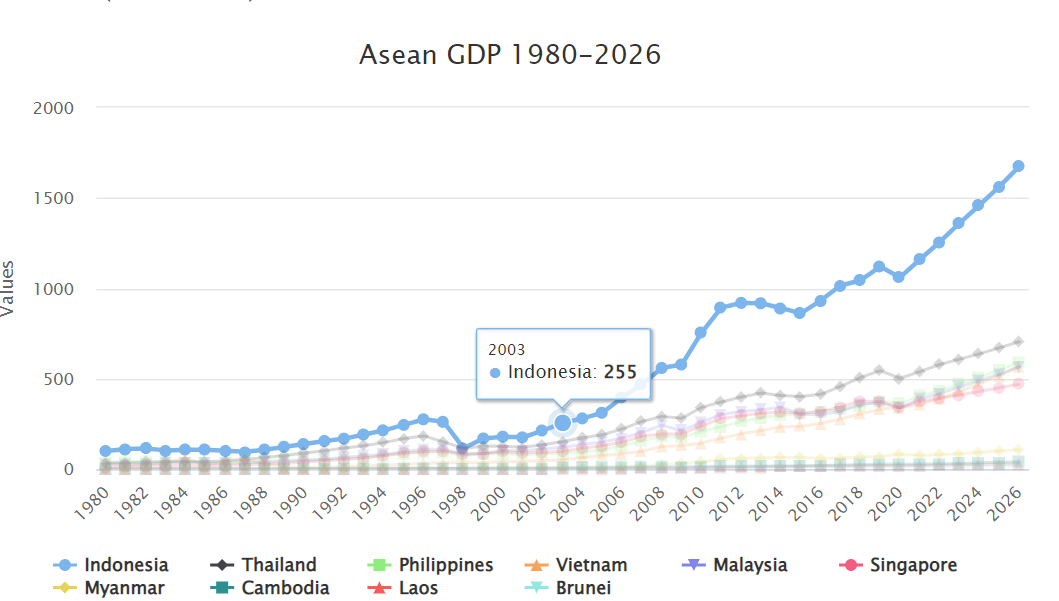 Asean GDP 1980-2026
2000
1500
1000
500
0
Values
2003
Indonesia: 255
1980 1982 1984 1986 1988 1990 1992 1994 1996 1998 2000 2002 2004 2006 2008 2010 2012 2014 2016 2018 2020 2022 2024 2026
Indonesia Thailand Philippines Vietnam Malaysia Singapore
Myanmar Cambodia Laos Brunei